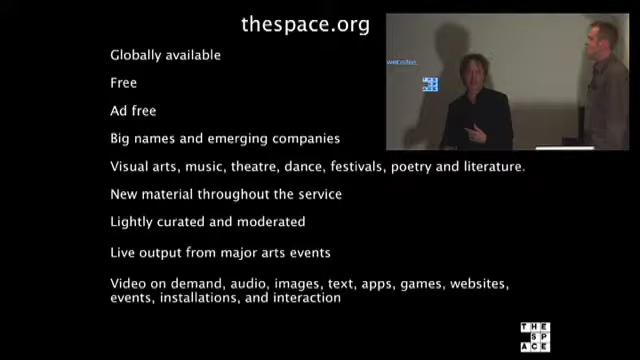 thespace.org
Globally available
Free
Ad free
Big names and emerging companies
Visual arts, music, theatre, dance, festivals, poetry and literature.
New material throughout the service
Lightly curated and moderated
Live output from major arts events
Video on demand, audio, images, text, apps, games, websites,
events, installations, and interaction
THE
SP
ACE